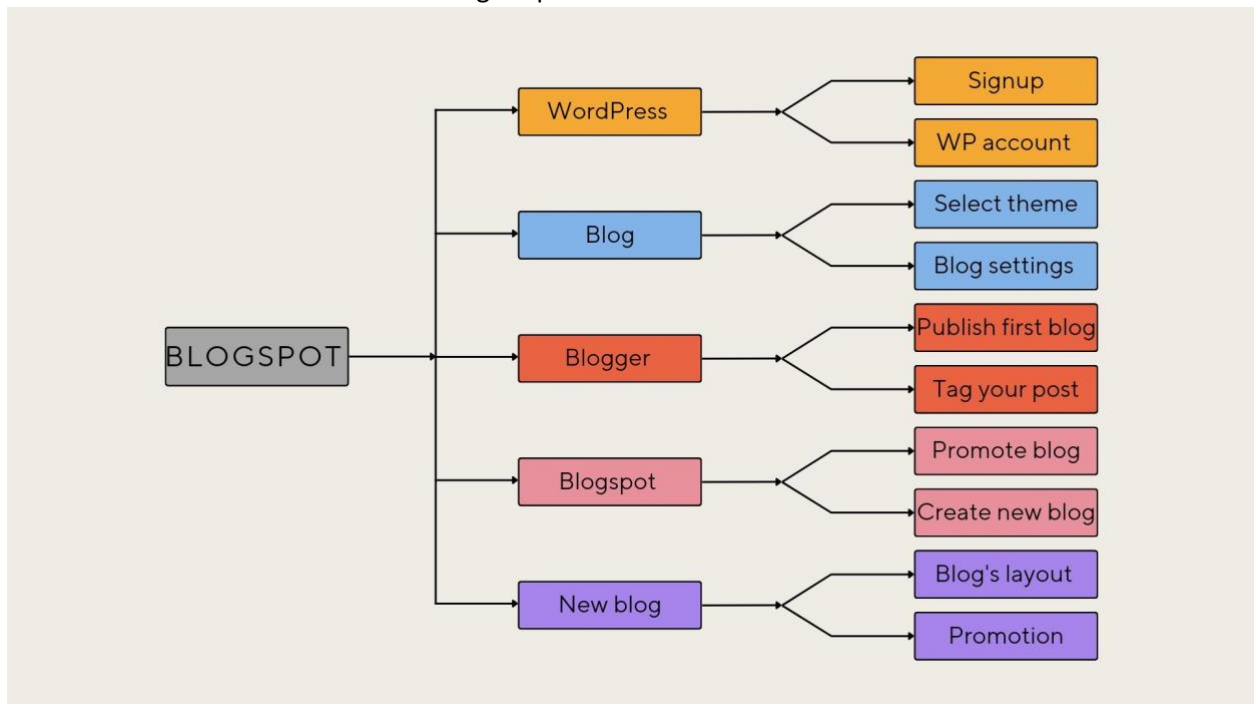 BLOGSPOT
WordPress
Signup
WP account
Blog
Select theme
Blog settings
Blogger
Publish first blog
Tag your post
Blogspot
Promote blog
Create new blog
New blog
Blog's layout
Promotion